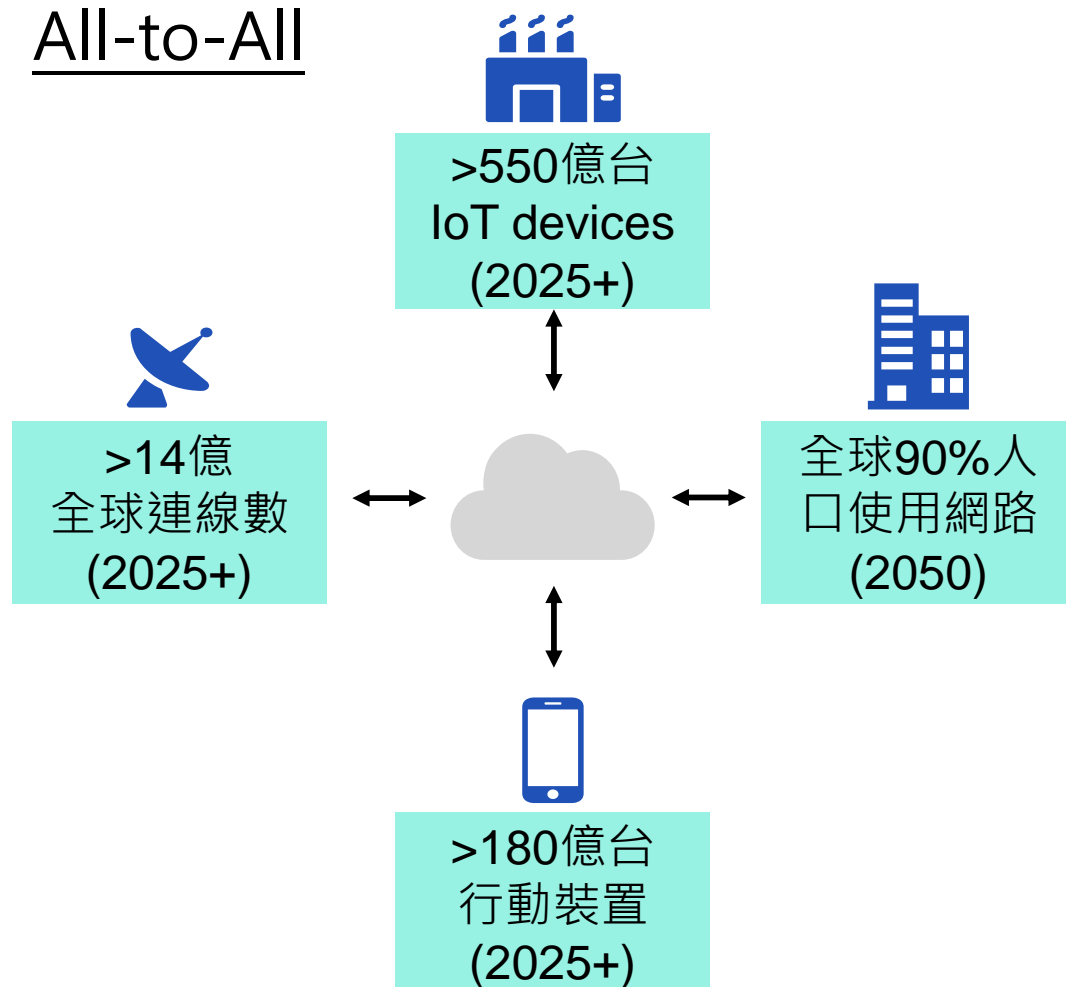 All-to-All
>550億台
IoT devices
(2025+)
>14億
全球連線數
(2025+)
全球90%人
口使用網路
(2050)
>180億台
行動裝置
(2025+)